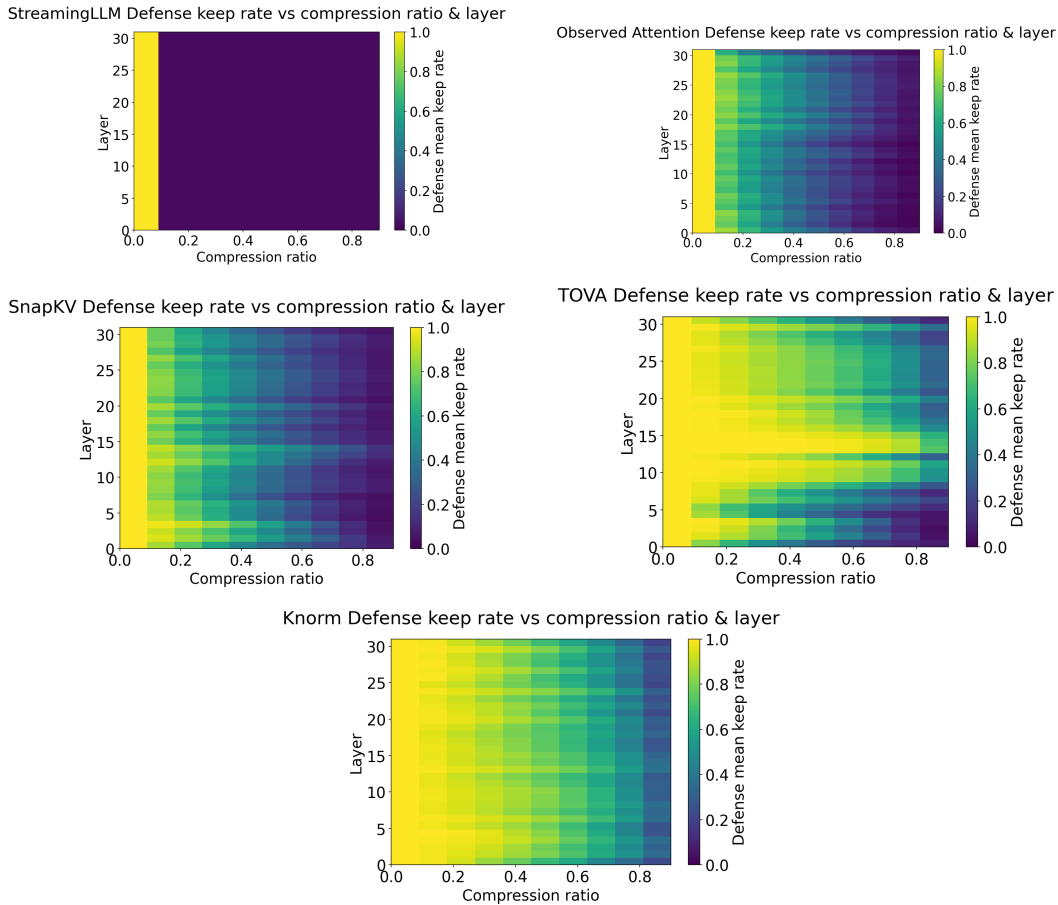 StreamingLLM Defense keep rate vs compression ratio & layer
30
25
20
15
10
5
0
Layer
0.0 0.2 0.4 0.6 0.8
Compression ratio
1.0
0.8
0.6
0.4
0.2
0.0
Defense mean keep rate
Observed Attention Defense keep rate vs compression ratio & layer
30
25
20
15
10
5
0
Layer
0.0 0.2 0.4 0.6 0.8
Compression ratio
1.0
0.8
0.6
0.4
0.2
0.0
Defense mean keep rate
SnapKV Defense keep rate vs compression ratio & layer
30
25
20
15
10
5
0
Layer
0.0 0.2 0.4 0.6 0.8
Compression ratio
1.0
0.8
0.6
0.4
0.2
0.0
Defense mean keep rate
TOVA Defense keep rate vs compression ratio & layer
30
25
20
15
10
5
0
Layer
0.0 0.2 0.4 0.6 0.8
Compression ratio
1.0
0.8
0.6
0.4
0.2
0.0
Defense mean keep rate
Knorm Defense keep rate vs compression ratio & layer
30
25
20
15
10
5
0
Layer
0.0 0.2 0.4 0.6 0.8
Compression ratio
1.0
0.8
0.6
0.4
0.2
0.0
Defense mean keep rate